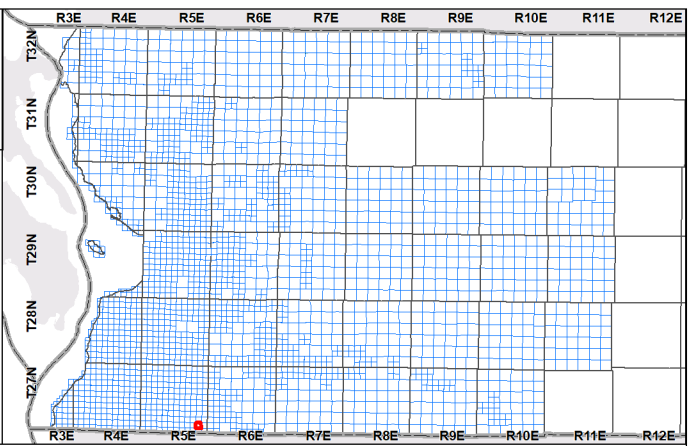 R3E R4E R5E R6E R7E R8E R9E R10E R11E R12E
T32N
T31N
T30N
T29N
T28N
T27N
R3E R4E R5E R6E R7E R8E R9E R10E R11E R12E